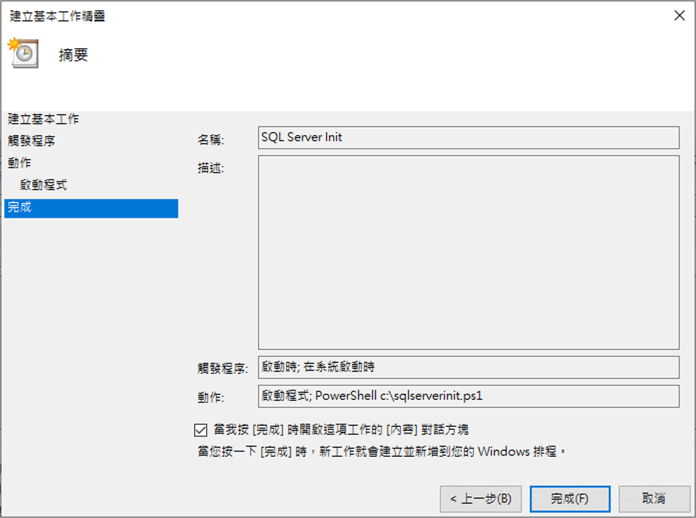 建立基本工作精靈
摘要
建立基本工作
觸發程序
動作
啟動程式
完成
名稱:
SQL Server Init
描述:
觸發程序:
啟動時; 在系統啟動時
動作:
啟動程式; PowerShell c:\sqlserverinit.ps1
當我按 [完成] 時開啟這項工作的 [內容] 對話方塊
當您按一下 [完成] 時，新工作就會建立並新增到您的 Windows 排程。
< 上一步(B)
完成(F)
取消